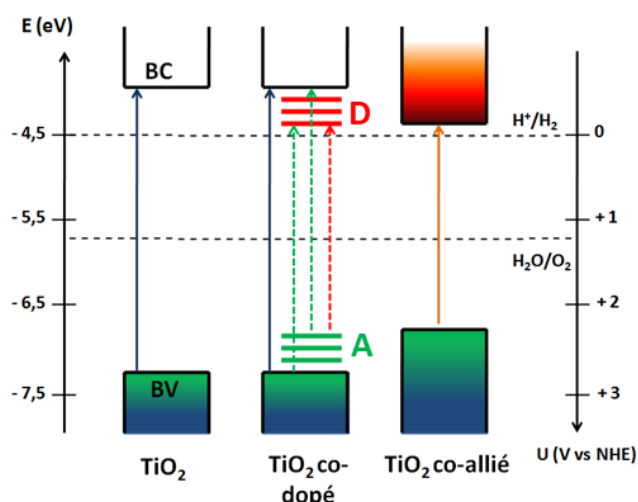 E (eV)
BC
D
H⁺/H₂
- 4,5
0
- 5,5
+1
H₂O/O₂
- 6,5
+2
A
BV
- 7,5
+3
U (V vs NHE)
TiO₂
TiO₂ co-
dopé
TiO₂ co-allié